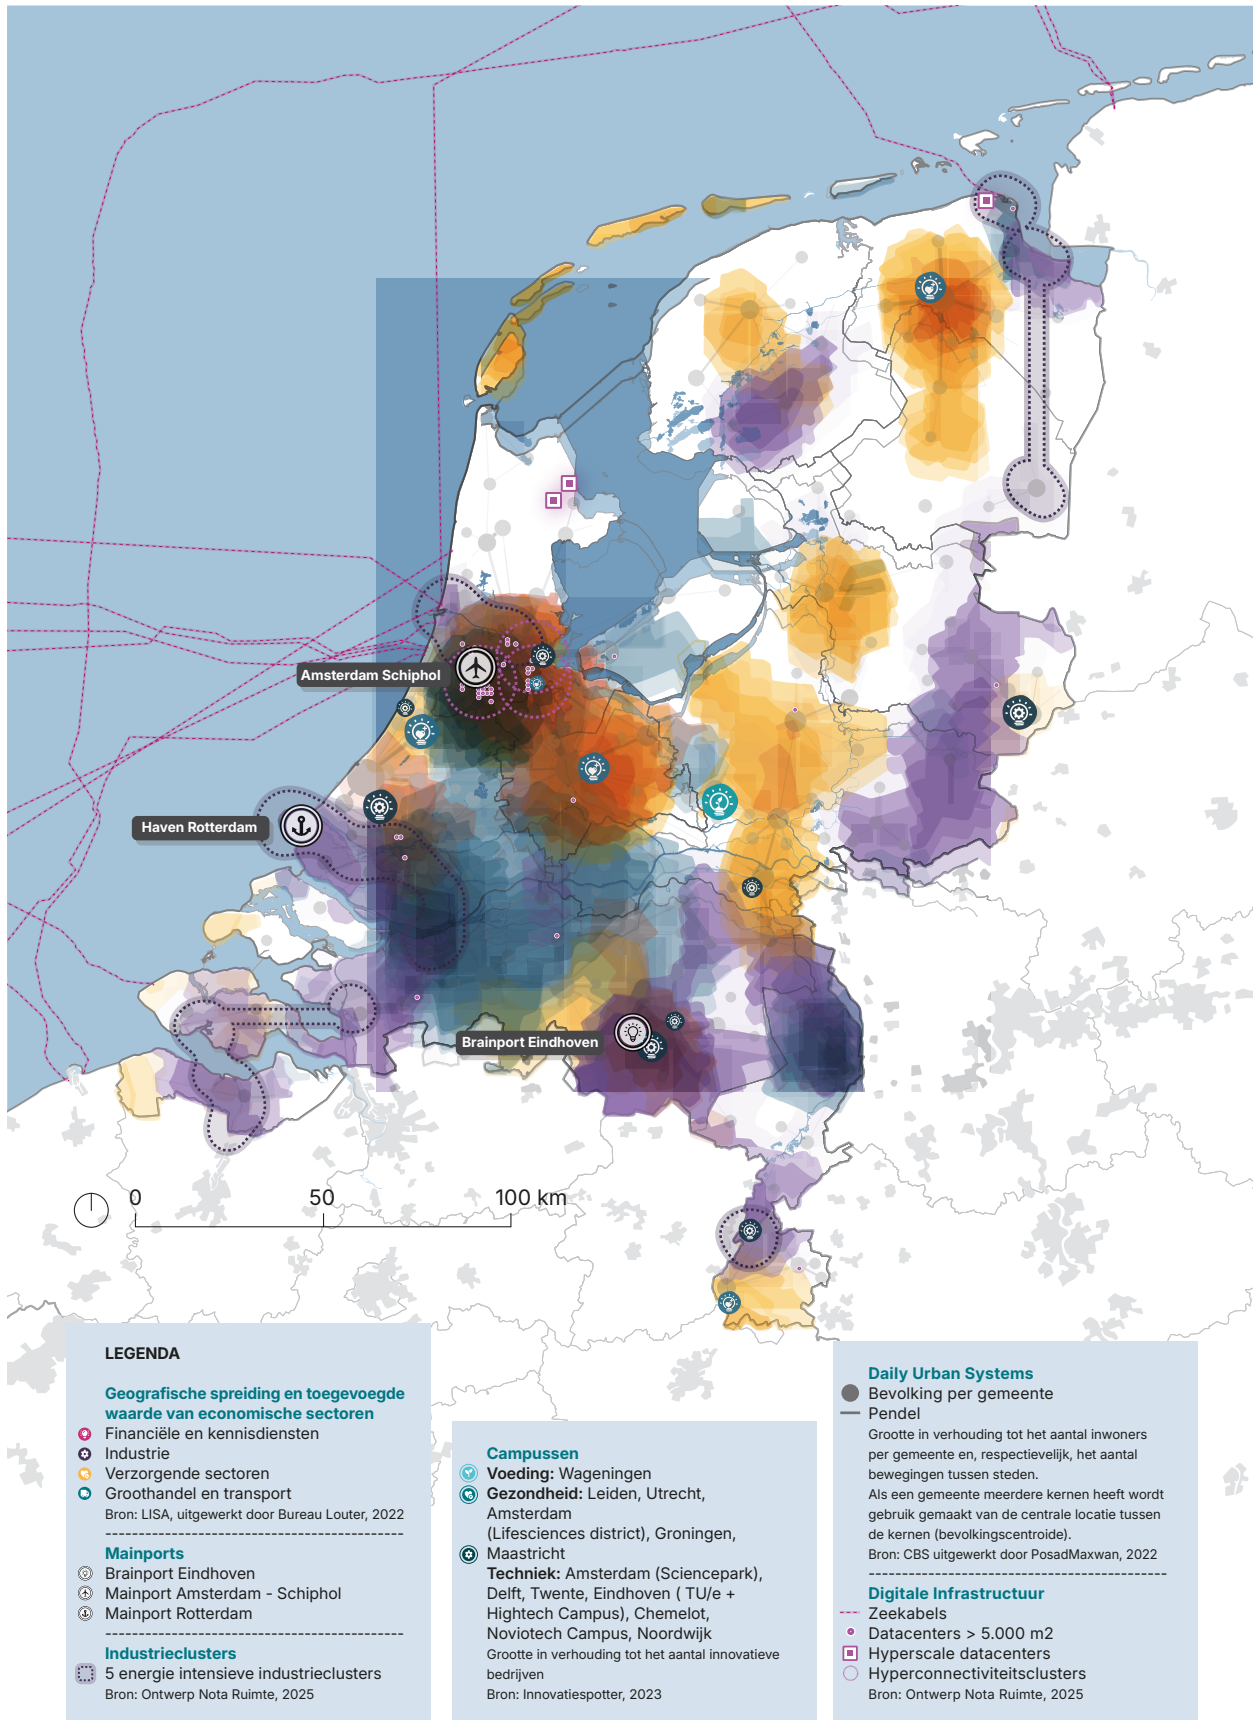 Amsterdam Schiphol
Haven Rotterdam
Brainport Eindhoven
0 50 100 km
LEGENDA
Geografische spreiding en toegevoegde
waarde van economische sectoren
Financiële en kennisdiensten
Industrie
Verzorgende sectoren
Groothandel en transport
Bron: LISA, uitgewerkt door Bureau Louter, 2022
Mainports
Brainport Eindhoven
Mainport Amsterdam - Schiphol
Mainport Rotterdam
Industrieclusters
5 energie intensieve industrieclusters
Bron: Ontwerp Nota Ruimte, 2025
Campussen
Voeding: Wageningen
Gezondheid: Leiden, Utrecht,
Amsterdam
(Lifesciences district), Groningen,
Maastricht
Techniek: Amsterdam (Sciencepark),
Delft, Twente, Eindhoven ( TU/e +
Hightech Campus), Chemelot,
Noviotech Campus, Noordwijk
Grootte in verhouding tot het aantal innovatieve
bedrijven
Bron: Innovatiespotter, 2023
Daily Urban Systems
Bevolking per gemeente
Pendel
Grootte in verhouding tot het aantal inwoners
per gemeente en, respectievelijk, het aantal
bewegingen tussen steden.
Als een gemeente meerdere kernen heeft wordt
gebruik gemaakt van de centrale locatie tussen
de kernen (bevolkingscentroide).
Bron: CBS uitgewerkt door PosadMaxwan, 2022
Digitale Infrastructuur
Zeekabels
Datacenters > 5.000 m2
Hyperscale datacenters
Hyperconnectiviteitsclusters
Bron: Ontwerp Nota Ruimte, 2025